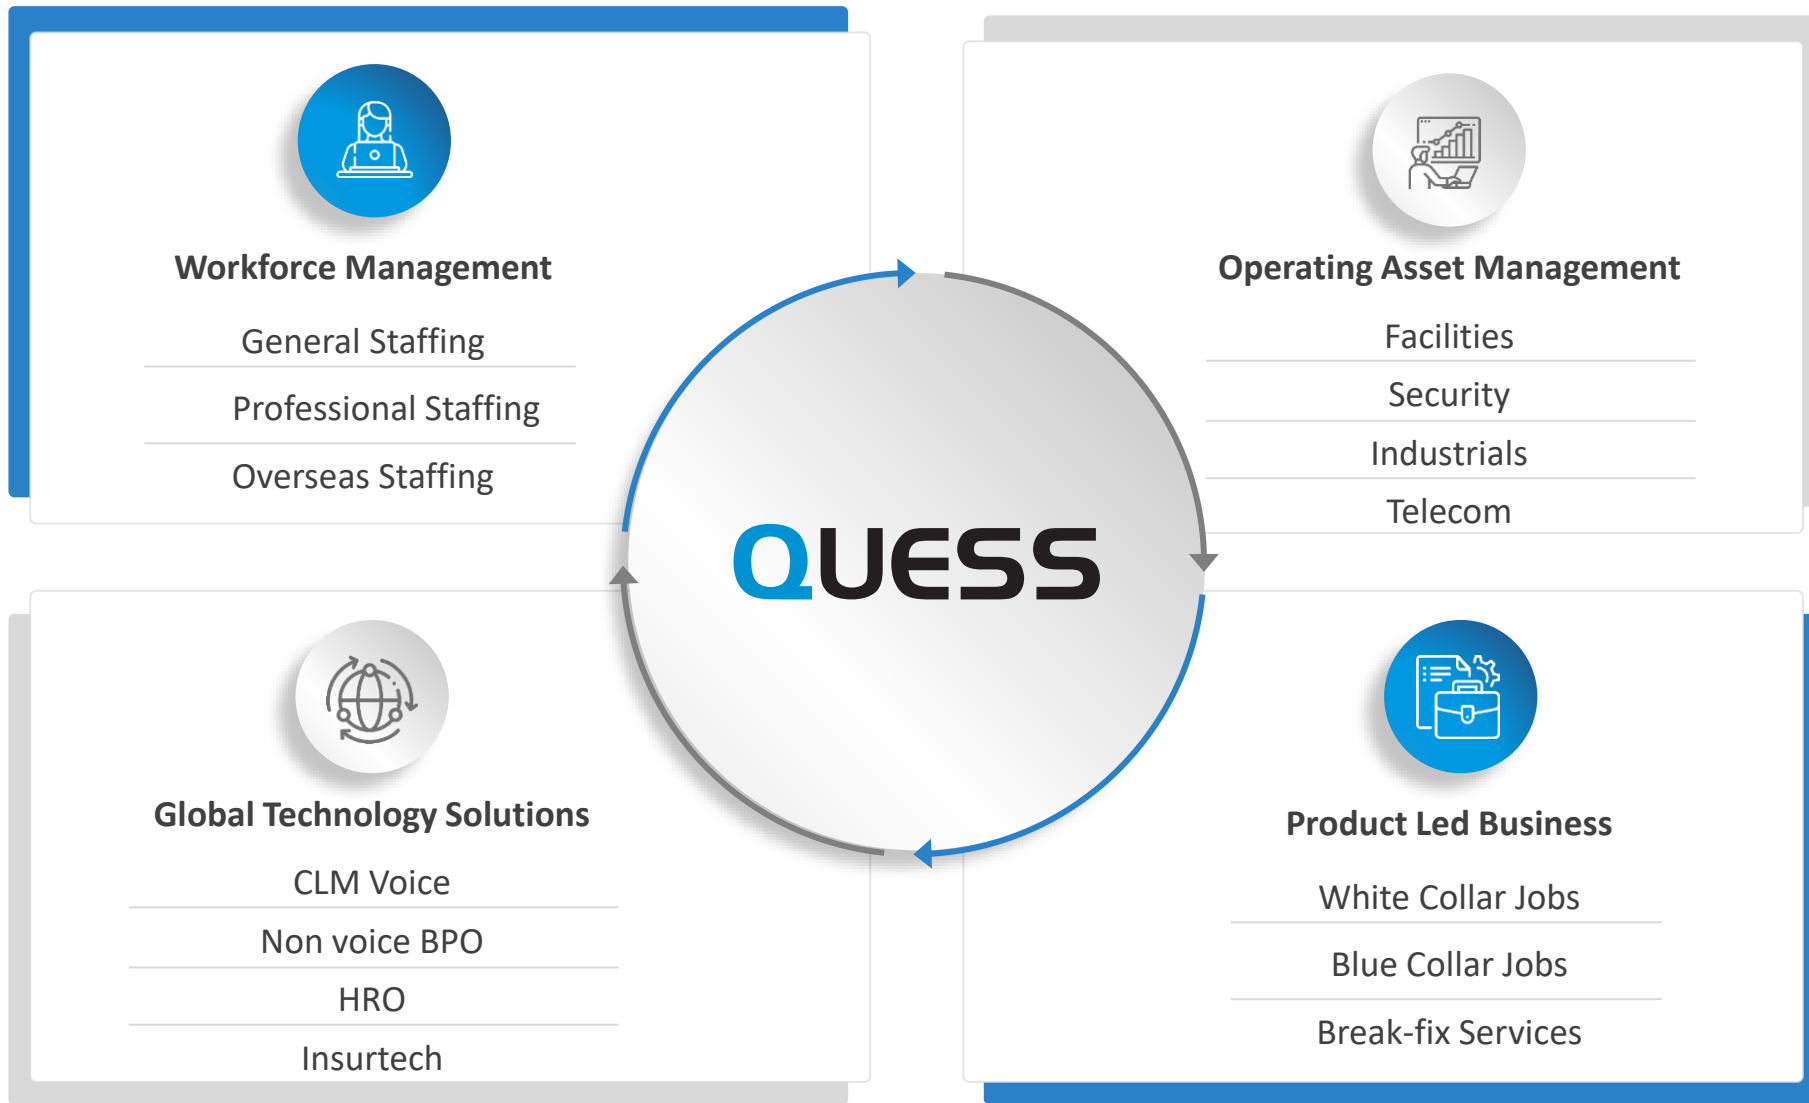 Workforce Management
General Staffing
Professional Staffing
Overseas Staffing
Operating Asset Management
Facilities
Security
Industrials
Telecom
QUESS
Global Technology Solutions
CLM Voice
Non voice BPO
HRO
Insurtech
Product Led Business
White Collar Jobs
Blue Collar Jobs
Break-fix Services